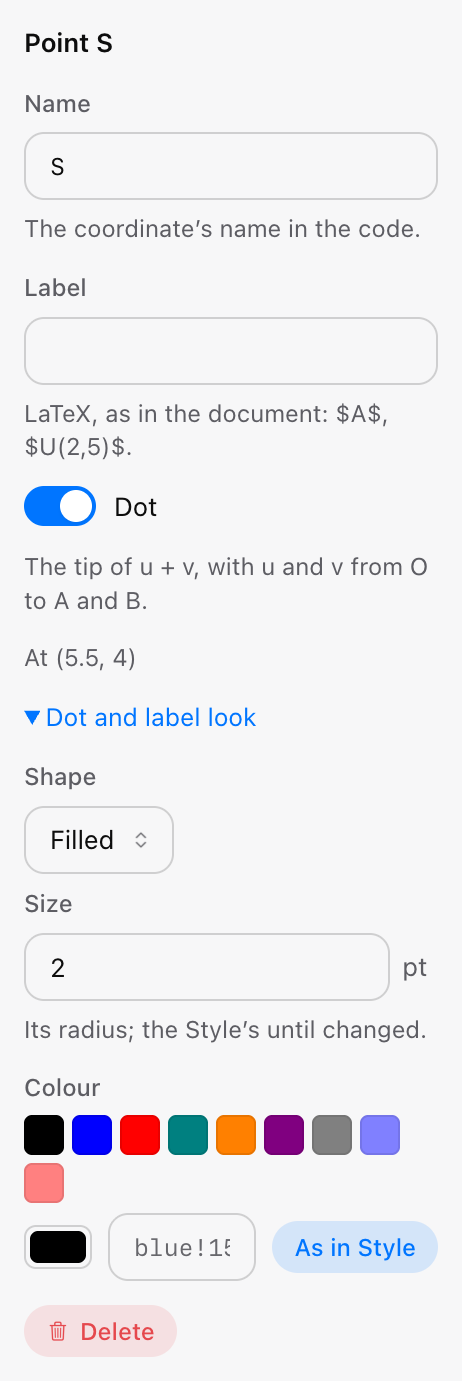 Point S
Name
S
The coordinate’s name in the code.
Label
LaTeX, as in the document: $A$,
$U(2,5)$.
Dot
The tip of u + v, with u and v from O
to A and B.
At (5.5, 4)
▼ Dot and label look
Shape
Filled
Size
2 pt
Its radius; the Style’s until changed.
Colour
blue!15 As in Style
Delete